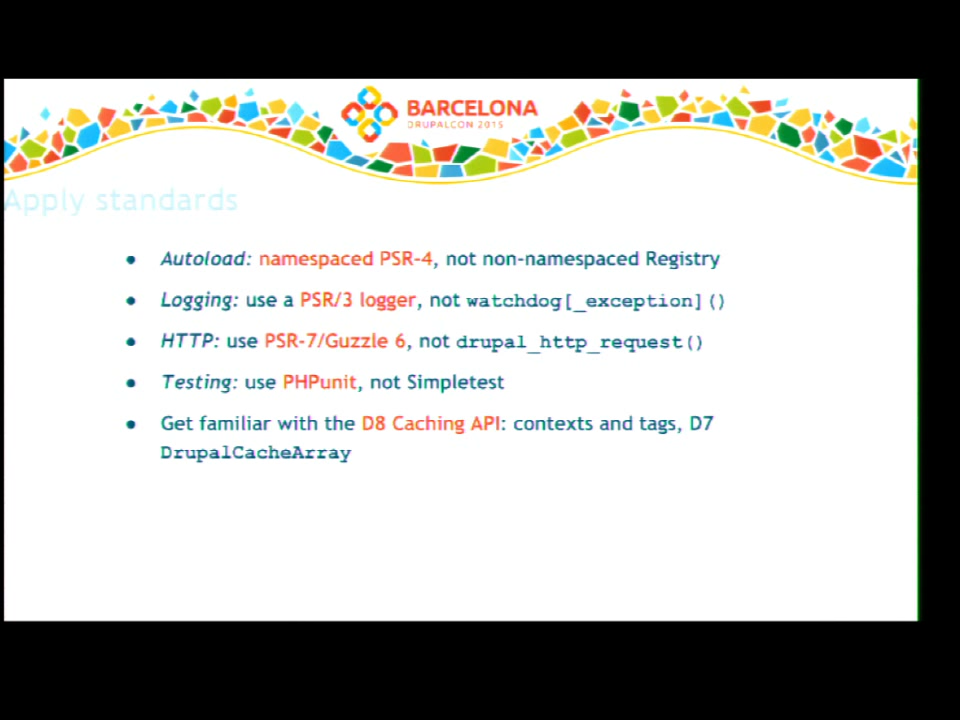 BARCELONA
DRUPALCON 2015
Apply standards
● Autoload: namespaced PSR-4, not non-namespaced Registry
● Logging: use a PSR/3 logger, not watchdog[_exception]()
● HTTP: use PSR-7/Guzzle 6, not drupal_http_request()
● Testing: use PHPunit, not Simpletest
● Get familiar with the D8 Caching API: contexts and tags, D7
DrupalCacheArray